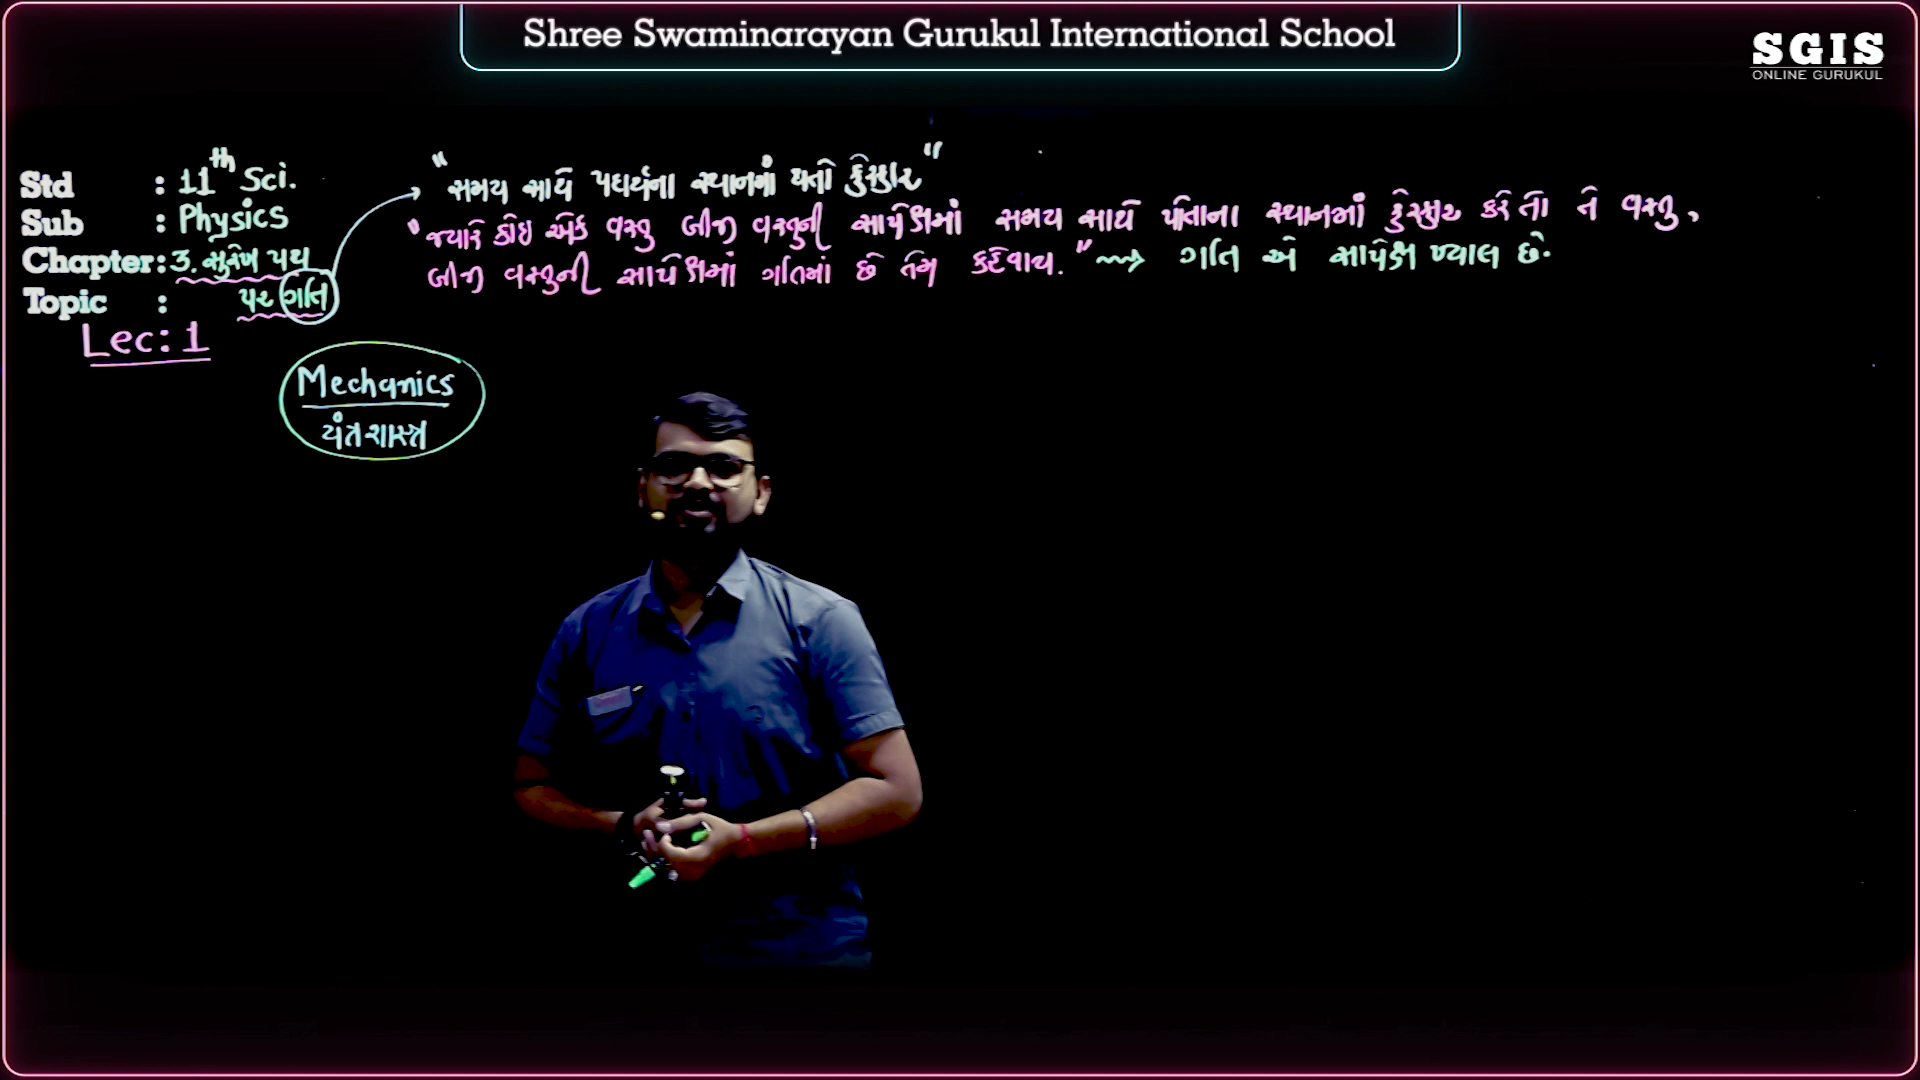 Shree Swaminarayan Gurukul International School
SGIS
ONLINE GURUKUL
Std : 11th Sci.
Sub : Physics
Chapter: 3. સુરેખ પથ
Topic : પર ગતિ
Lec: 1
"સમય સાથે પદાર્થના સ્થાનમાં થતો ફેરફાર"
"જ્યારે કોઇ એક વસ્તુ બીજી વસ્તુની સાપેક્ષમાં સમય સાથે પોતાના સ્થાનમાં ફેરફાર કરે તો તે વસ્તુ,
બીજી વસ્તુની સાપેક્ષમાં ગતિમાં છે તેમ કહેવાય." ⇝ ગતિ એ સાપેક્ષ ખ્યાલ છે.
Mechanics
યંત્રશાસ્ત્ર